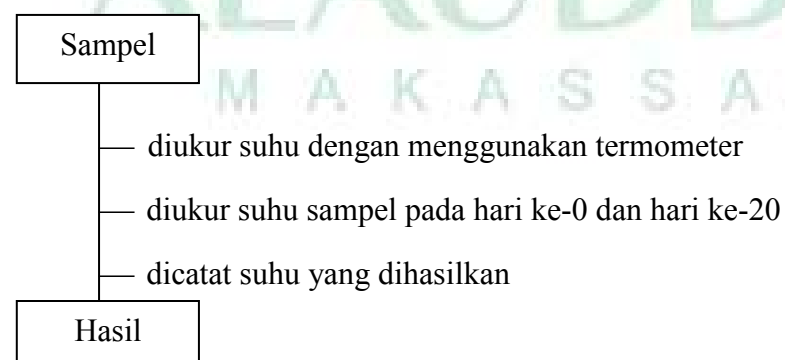 Sampel
M A K A S S A
diukur suhu dengan menggunakan termometer
diukur suhu sampel pada hari ke-0 dan hari ke-20
dicatat suhu yang dihasilkan
Hasil